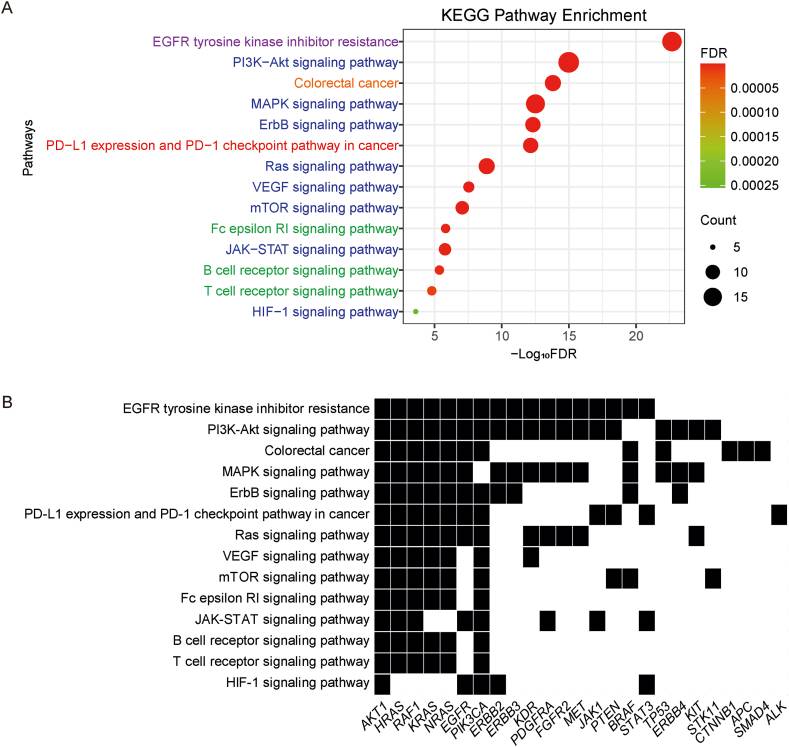 A
KEGG Pathway Enrichment
Pathways
EGFR tyrosine kinase inhibitor resistance
PI3K−Akt signaling pathway
Colorectal cancer
MAPK signaling pathway
ErbB signaling pathway
PD−L1 expression and PD−1 checkpoint pathway in cancer
Ras signaling pathway
VEGF signaling pathway
mTOR signaling pathway
Fc epsilon RI signaling pathway
JAK−STAT signaling pathway
B cell receptor signaling pathway
T cell receptor signaling pathway
HIF−1 signaling pathway
5 10 15 20
−Log₁₀FDR
FDR
0.00005
0.00010
0.00015
0.00020
0.00025
Count
5
10
15
B
EGFR tyrosine kinase inhibitor resistance
PI3K-Akt signaling pathway
Colorectal cancer
MAPK signaling pathway
ErbB signaling pathway
PD-L1 expression and PD-1 checkpoint pathway in cancer
Ras signaling pathway
VEGF signaling pathway
mTOR signaling pathway
Fc epsilon RI signaling pathway
JAK-STAT signaling pathway
B cell receptor signaling pathway
T cell receptor signaling pathway
HIF-1 signaling pathway
AKT1 HRAS RAF1 KRAS NRAS EGFR PIK3CA ERBB2 ERBB3 KDR PDGFRA FGFR2 MET JAK1 PTEN BRAF STAT3 TP53 ERBB4 KIT STK11 CTNNB1 APC SMAD4 ALK